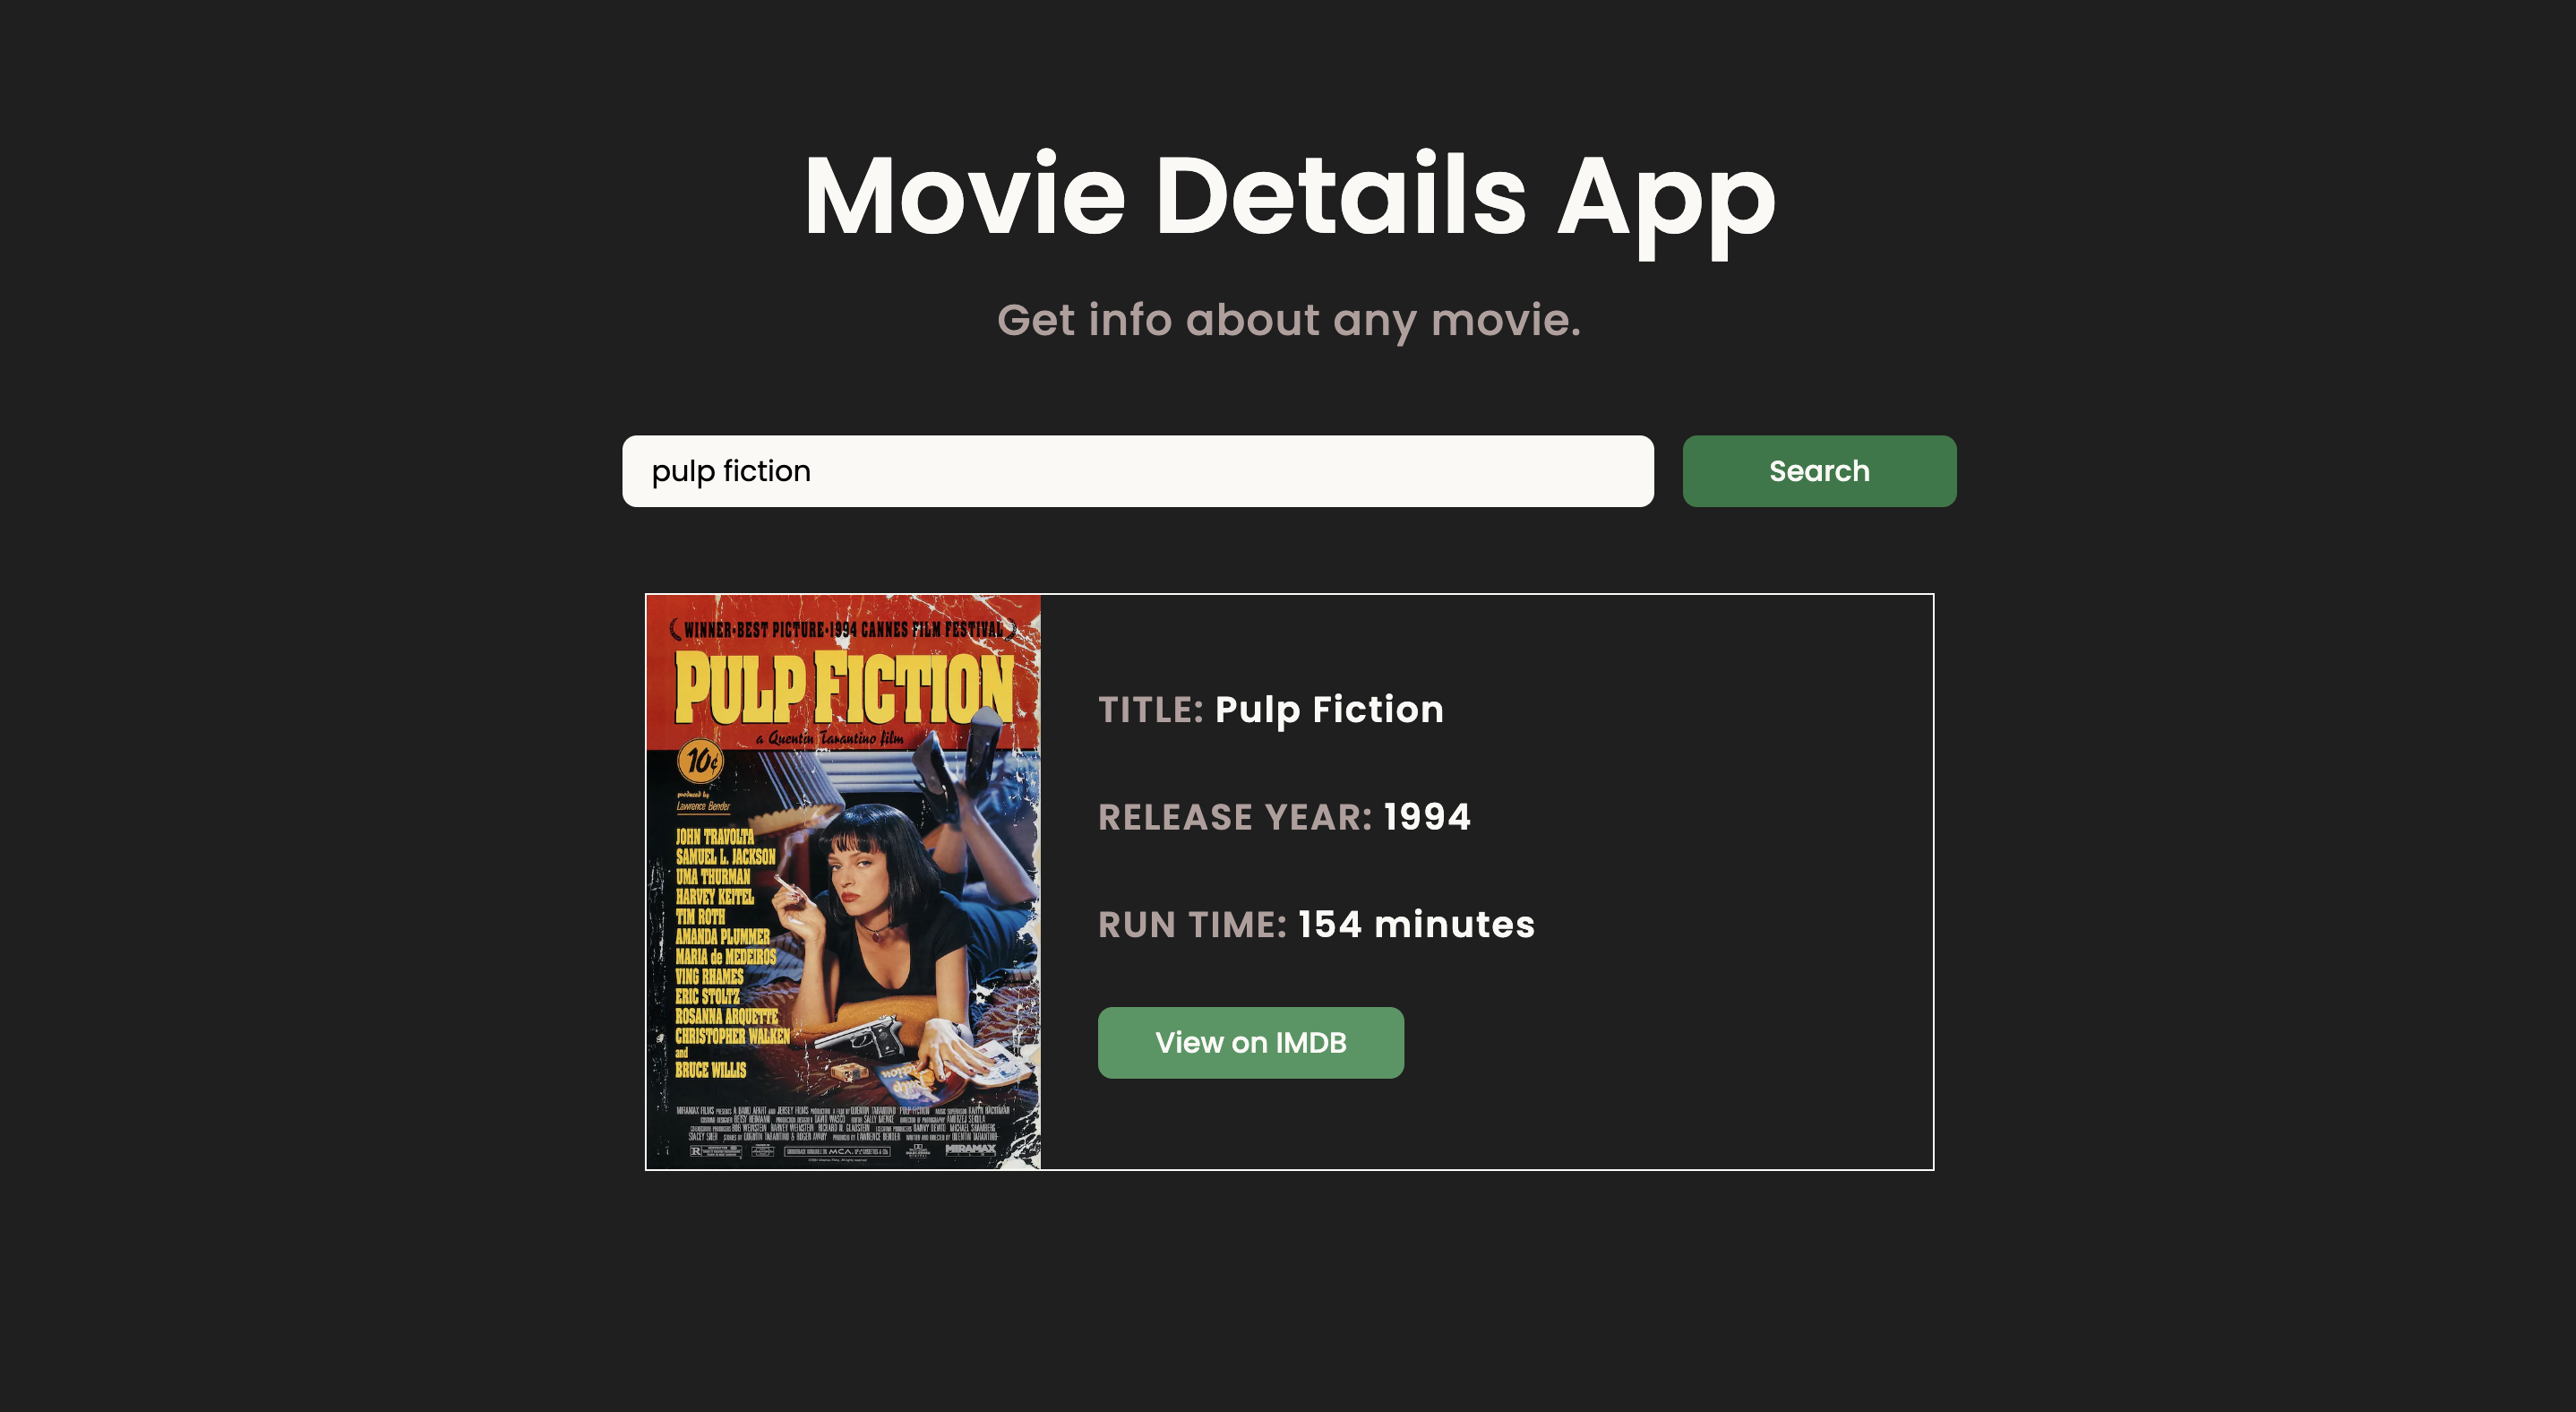 Movie Details App
Get info about any movie.
pulp fiction
Search
WINNER•BEST PICTURE•1994 CANNES FILM FESTIVAL
PULP FICTION
a Quentin Tarantino film
10¢
produced by
Lawrence Bender
JOHN TRAVOLTA
SAMUEL L. JACKSON
UMA THURMAN
HARVEY KEITEL
TIM ROTH
AMANDA PLUMMER
MARIA de MEDEIROS
VING RHAMES
ERIC STOLTZ
ROSANNA ARQUETTE
CHRISTOPHER WALKEN
and
BRUCE WILLIS
Pulp Fiction
R
MCA
MIRAMAX
TITLE: Pulp Fiction
RELEASE YEAR: 1994
RUN TIME: 154 minutes
View on IMDB